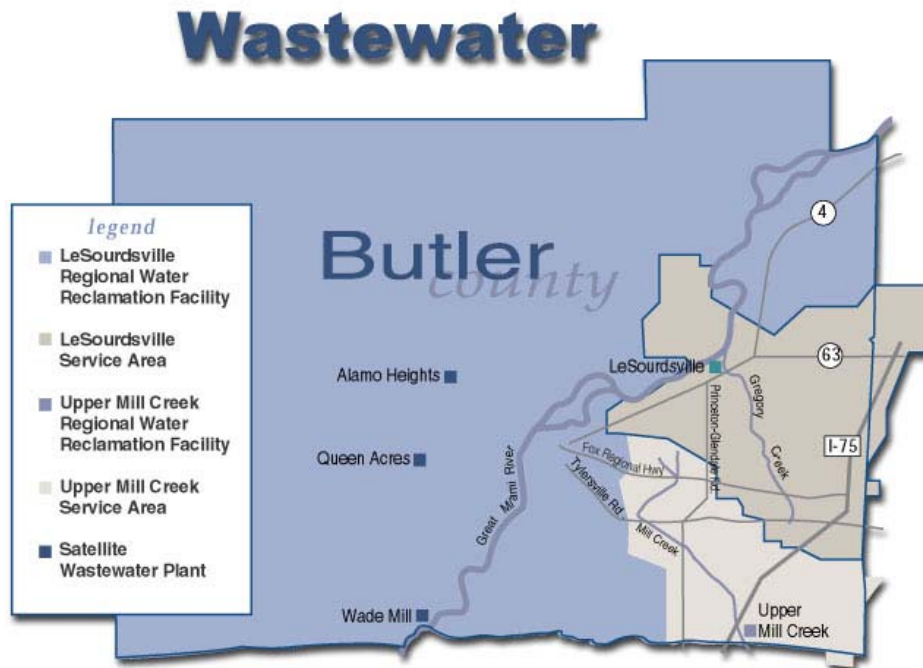 Wastewater
legend
LeSourdsville
Regional Water
Reclamation Facility
LeSourdsville
Service Area
Upper Mill Creek
Regional Water
Reclamation Facility
Upper Mill Creek
Service Area
Satellite
Wastewater Plant
Butler
county
4
63
I-75
LeSourdsville
Alamo Heights
Queen Acres
Wade Mill
Great Miami River
Princeton-Glendale Rd.
Gregory
Creek
Fox Regional Hwy
Tylersville Rd.
Mill Creek
Upper
Mill Creek